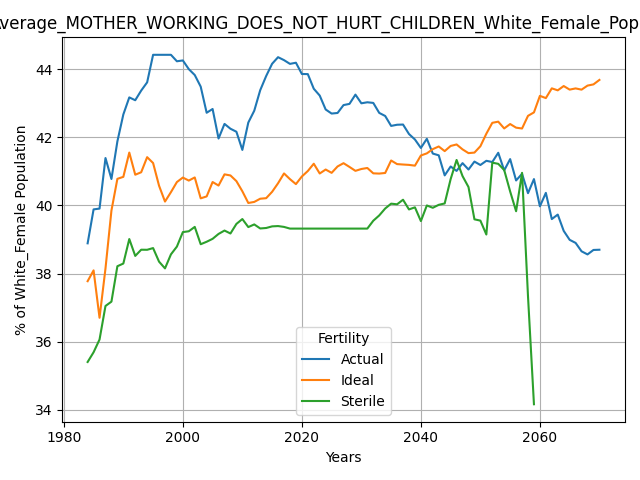 Average_MOTHER_WORKING_DOES_NOT_HURT_CHILDREN_White_Female_Pop
44
42
40
38
36
34
% of White_Female Population
Fertility
Actual
Ideal
Sterile
1980
2000
2020
2040
2060
Years